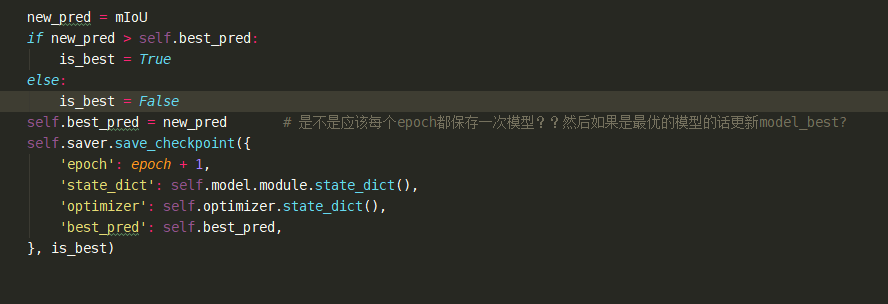 new_pred = mIoU
if new_pred > self.best_pred:
    is_best = True
else:
    is_best = False
self.best_pred = new_pred       # 是不是应该每个epoch都保存一次模型？？然后如果是最优的模型的话更新model_best?
self.saver.save_checkpoint({
    'epoch': epoch + 1,
    'state_dict': self.model.module.state_dict(),
    'optimizer': self.optimizer.state_dict(),
    'best_pred': self.best_pred,
}, is_best)